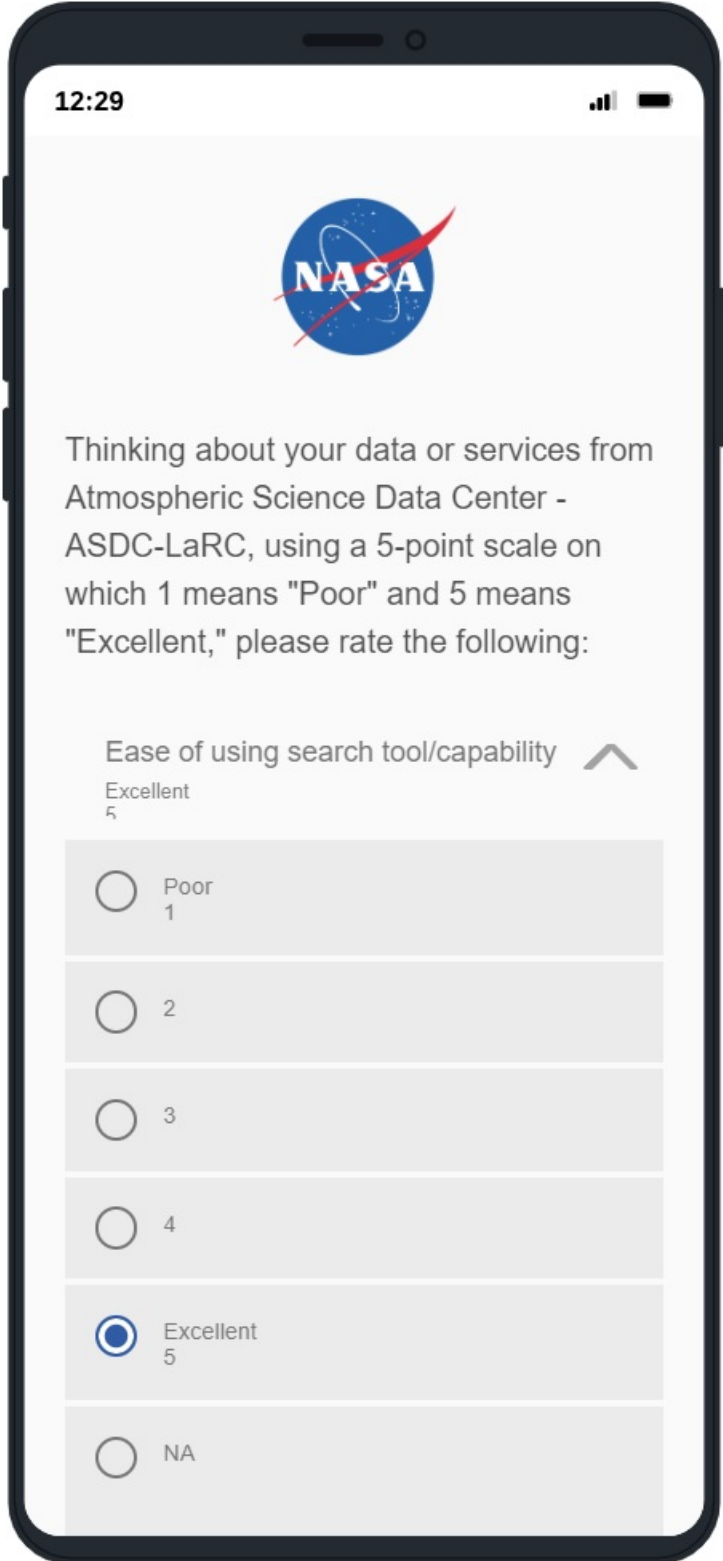 12:29
NASA
Thinking about your data or services from
Atmospheric Science Data Center -
ASDC-LaRC, using a 5-point scale on
which 1 means "Poor" and 5 means
"Excellent," please rate the following:
Ease of using search tool/capability
Excellent
5
Poor
1
2
3
4
Excellent
5
NA